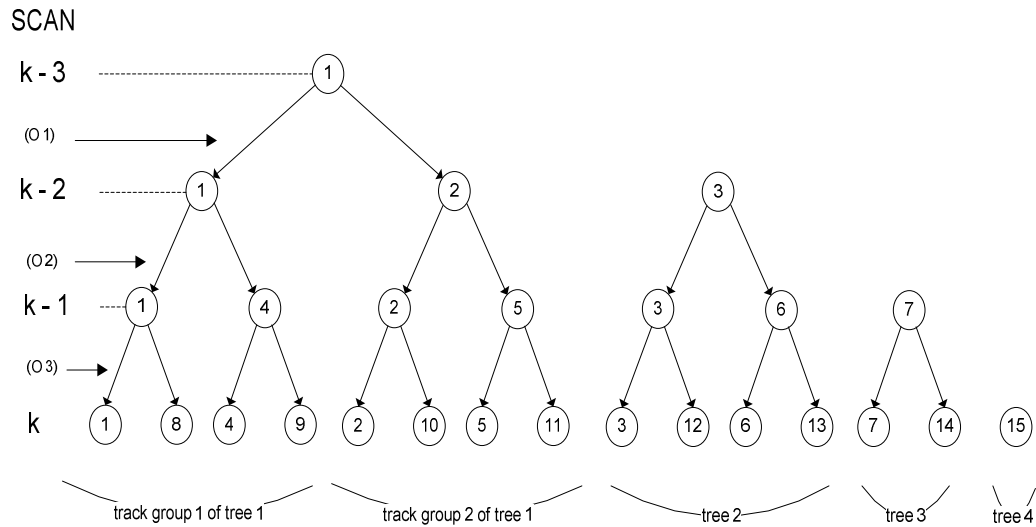 SCAN
k - 3 1
(O 1)
k - 2 1 2 3
(O 2)
k - 1 1 4 2 5 3 6 7
(O 3)
k 1 8 4 9 2 10 5 11 3 12 6 13 7 14 15
track group 1 of tree 1 track group 2 of tree 1 tree 2 tree 3 tree 4